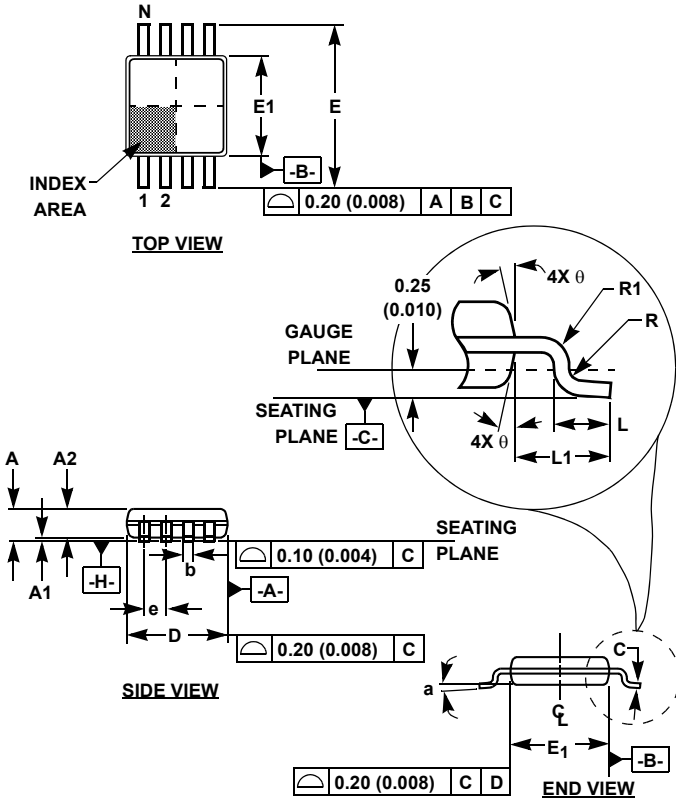 N
E1
E
-B-
INDEX
AREA
1 2
0.20 (0.008) A B C
TOP VIEW
0.25
(0.010)
4X θ
R1
R
GAUGE
PLANE
SEATING
PLANE -C-
4X θ
L
L1
A A2
SEATING
PLANE
A1
-H-
b
0.10 (0.004) C
e
-A-
D
0.20 (0.008) C
SIDE VIEW
C
a
C
L
E1
-B-
0.20 (0.008) C D
END VIEW